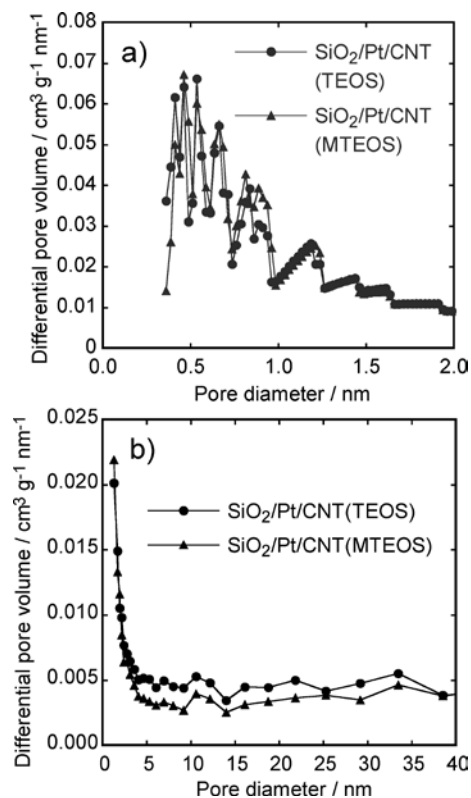 a)
SiO₂/Pt/CNT
(TEOS)
SiO₂/Pt/CNT
(MTEOS)
Differential pore volume / cm³ g⁻¹ nm⁻¹
0.08
0.07
0.06
0.05
0.04
0.03
0.02
0.01
0
0.0 0.5 1.0 1.5 2.0
Pore diameter / nm
b)
SiO₂/Pt/CNT(TEOS)
SiO₂/Pt/CNT(MTEOS)
Differential pore volume / cm³ g⁻¹ nm⁻¹
0.025
0.020
0.015
0.010
0.005
0.000
0 5 10 15 20 25 30 35 40
Pore diameter / nm